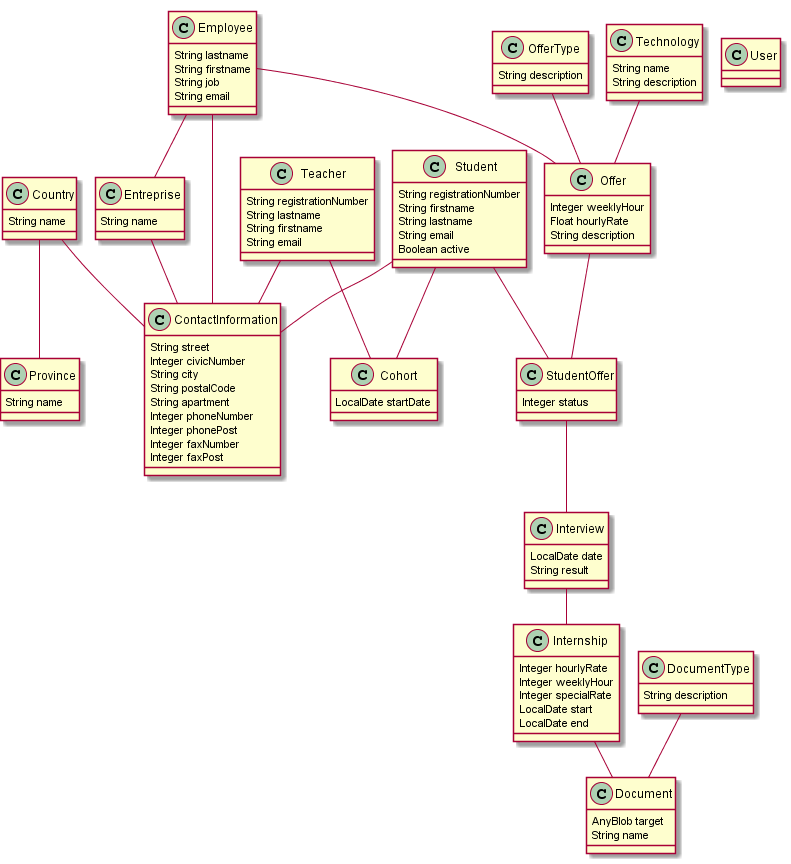 C Employee
String lastname
String firstname
String job
String email
C OfferType
String description
C Technology
String name
String description
C User
C Country
String name
C Entreprise
String name
C Teacher
String registrationNumber
String lastname
String firstname
String email
C Student
String registrationNumber
String firstname
String lastname
String email
Boolean active
C Offer
Integer weeklyHour
Float hourlyRate
String description
C Province
String name
C ContactInformation
String street
Integer civicNumber
String city
String postalCode
String apartment
Integer phoneNumber
Integer phonePost
Integer faxNumber
Integer faxPost
C Cohort
LocalDate startDate
C StudentOffer
Integer status
C Interview
LocalDate date
String result
C Internship
Integer hourlyRate
Integer weeklyHour
Integer specialRate
LocalDate start
LocalDate end
C DocumentType
String description
C Document
AnyBlob target
String name